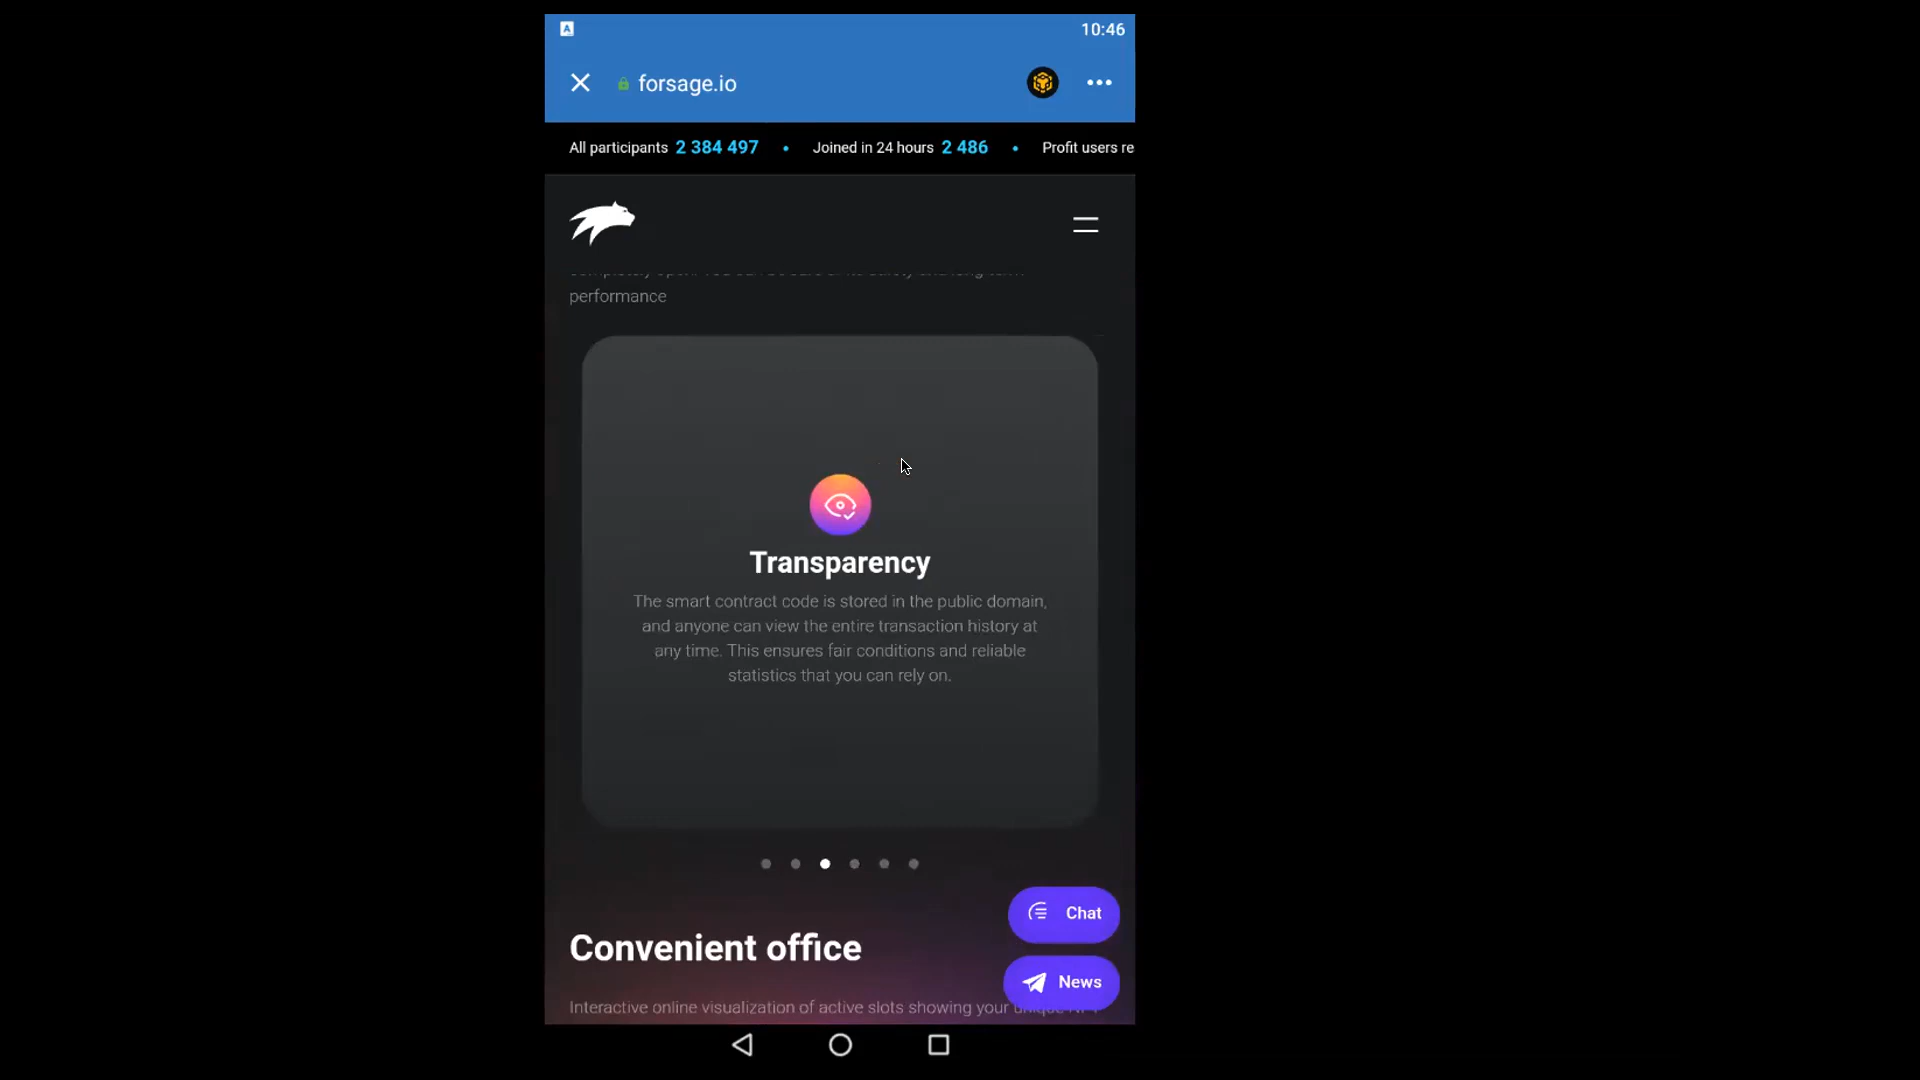 10:46
forsage.io
All participants 2 384 497 • Joined in 24 hours 2 486 • Profit users re
performance
Transparency
The smart contract code is stored in the public domain,
and anyone can view the entire transaction history at
any time. This ensures fair conditions and reliable
statistics that you can rely on.
Chat
Convenient office
News
Interactive online visualization of active slots showing your